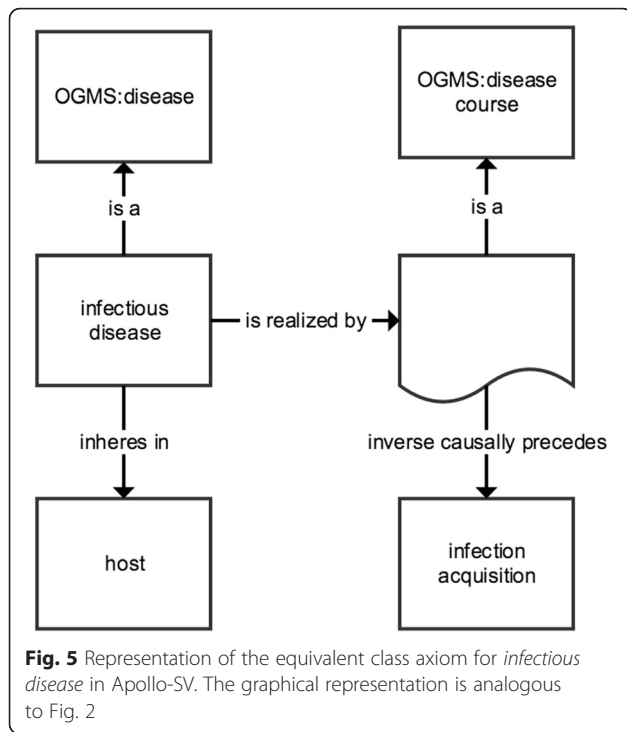 OGMS:disease
OGMS:disease
course
is a
is a
infectious
disease
is realized by
inheres in
inverse causally precedes
host
infection
acquisition
Fig. 5 Representation of the equivalent class axiom for infectious
disease in Apollo-SV. The graphical representation is analogous
to Fig. 2